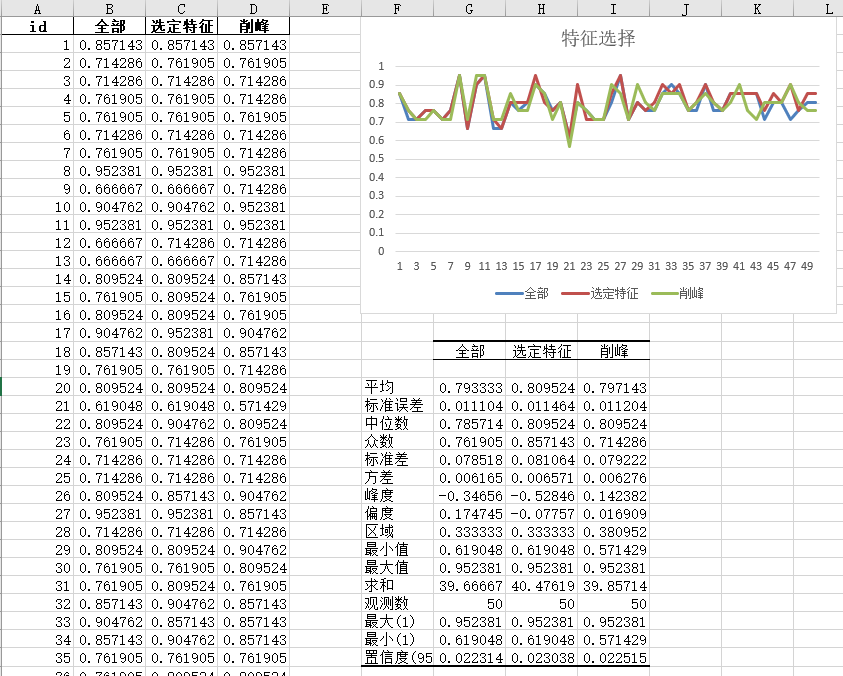 A B C D E F G H I J K L
id 全部 选定特征 削峰
1 0.857143 0.857143 0.857143
2 0.714286 0.761905 0.761905
3 0.714286 0.714286 0.714286
4 0.761905 0.761905 0.714286
5 0.761905 0.761905 0.761905
6 0.714286 0.714286 0.714286
7 0.761905 0.761905 0.714286
8 0.952381 0.952381 0.952381
9 0.666667 0.666667 0.714286
10 0.904762 0.904762 0.952381
11 0.952381 0.952381 0.952381
12 0.666667 0.714286 0.714286
13 0.666667 0.666667 0.714286
14 0.809524 0.809524 0.857143
15 0.761905 0.809524 0.761905
16 0.809524 0.809524 0.761905
17 0.904762 0.952381 0.904762
18 0.857143 0.809524 0.857143
19 0.761905 0.761905 0.714286
20 0.809524 0.809524 0.809524
21 0.619048 0.619048 0.571429
22 0.809524 0.904762 0.809524
23 0.761905 0.714286 0.761905
24 0.714286 0.714286 0.714286
25 0.714286 0.714286 0.714286
26 0.809524 0.857143 0.904762
27 0.952381 0.952381 0.857143
28 0.714286 0.714286 0.714286
29 0.809524 0.809524 0.904762
30 0.761905 0.761905 0.809524
31 0.761905 0.809524 0.761905
32 0.857143 0.904762 0.857143
33 0.904762 0.857143 0.857143
34 0.857143 0.904762 0.857143
35 0.761905 0.761905 0.761905
36 0.761905 0.809524 0.809524
特征选择
1
0.9
0.8
0.7
0.6
0.5
0.4
0.3
0.2
0.1
0
1 3 5 7 9 11 13 15 17 19 21 23 25 27 29 31 33 35 37 39 41 43 45 47 49
全部 选定特征 削峰
全部 选定特征 削峰
平均 0.793333 0.809524 0.797143
标准误差 0.011104 0.011464 0.011204
中位数 0.785714 0.809524 0.809524
众数 0.761905 0.857143 0.714286
标准差 0.078518 0.081064 0.079222
方差 0.006165 0.006571 0.006276
峰度 -0.34656 -0.52846 0.142382
偏度 0.174745 -0.07757 0.016909
区域 0.333333 0.333333 0.380952
最小值 0.619048 0.619048 0.571429
最大值 0.952381 0.952381 0.952381
求和 39.66667 40.47619 39.85714
观测数 50 50 50
最大(1) 0.952381 0.952381 0.952381
最小(1) 0.619048 0.619048 0.571429
置信度(95 0.022314 0.023038 0.022515